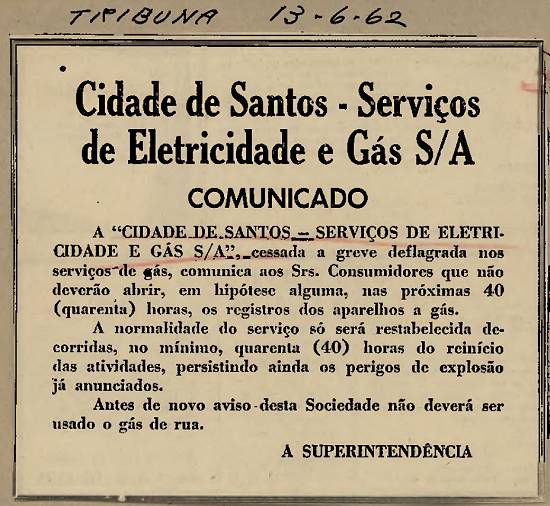 TRIBUNA 13-6-62
Cidade de Santos - Serviços
de Eletricidade e Gás S/A
COMUNICADO
A “CIDADE DE SANTOS — SERVIÇOS DE ELETRI-
CIDADE E GÁS S/A”, cessada a greve deflagrada nos
serviços de gás, comunica aos Srs. Consumidores que não
deverão abrir, em hipótese alguma, nas próximas 40
(quarenta) horas, os registros dos aparelhos a gás.
A normalidade do serviço só será restabelecida de-
corridas, no mínimo, quarenta (40) horas do reinício
das atividades, persistindo ainda os perigos de explosão
já anunciados.
Antes de novo aviso desta Sociedade não deverá ser
usado o gás de rua.
A SUPERINTENDÊNCIA